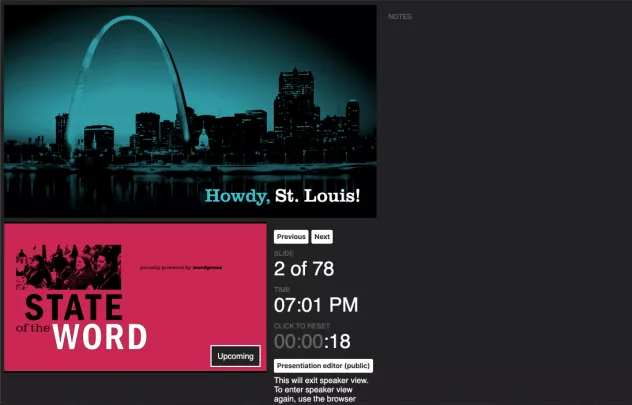 NOTES
Howdy, St. Louis!
proudly powered by wordpress
STATE
of the WORD
Upcoming
Previous Next
SLIDE
2 of 78
TIME
07:01 PM
CLICK TO RESET
00:00:18
Presentiation editor (public)
This will exit speaker view.
To enter speaker view
again, use the browser